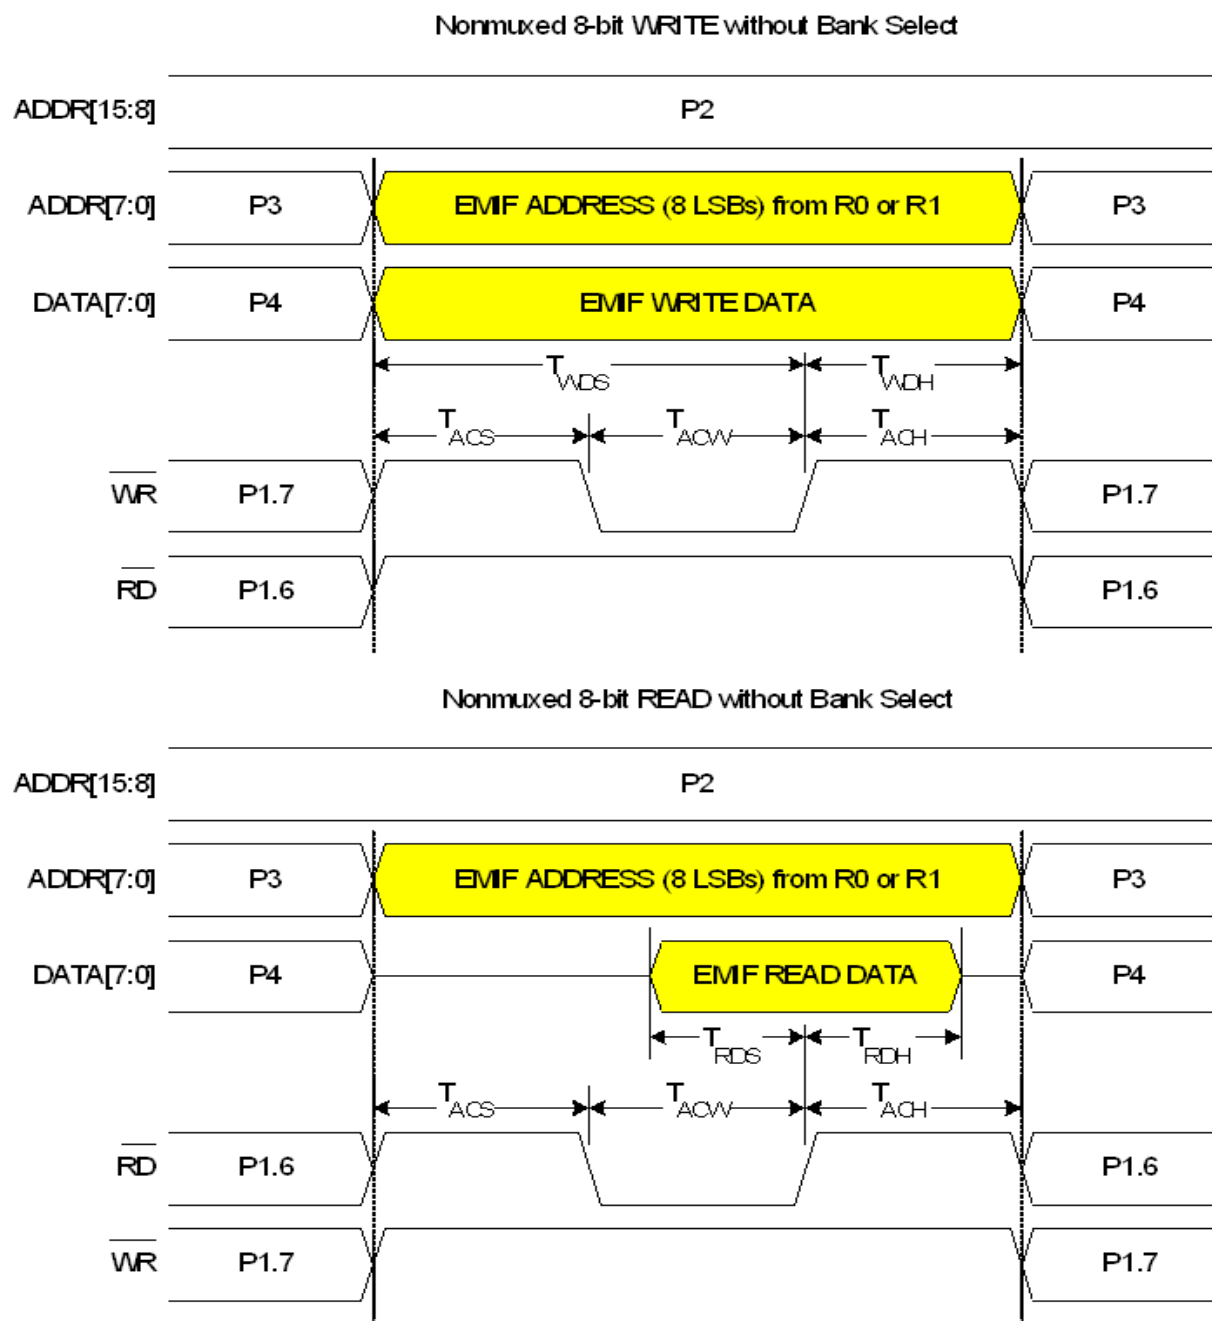 Nonmuxed 8-bit WRITE without Bank Select
ADDR[15:8] P2
ADDR[7:0] P3 EMIF ADDRESS (8 LSBs) from R0 or R1 P3
DATA[7:0] P4 EMIF WRITE DATA P4
TWDS TWDH
TACS TACW TACH
WR P1.7 P1.7
RD P1.6 P1.6
Nonmuxed 8-bit READ without Bank Select
ADDR[15:8] P2
ADDR[7:0] P3 EMIF ADDRESS (8 LSBs) from R0 or R1 P3
DATA[7:0] P4 EMIF READ DATA P4
TRDS TRDH
TACS TACW TACH
RD P1.6 P1.6
WR P1.7 P1.7